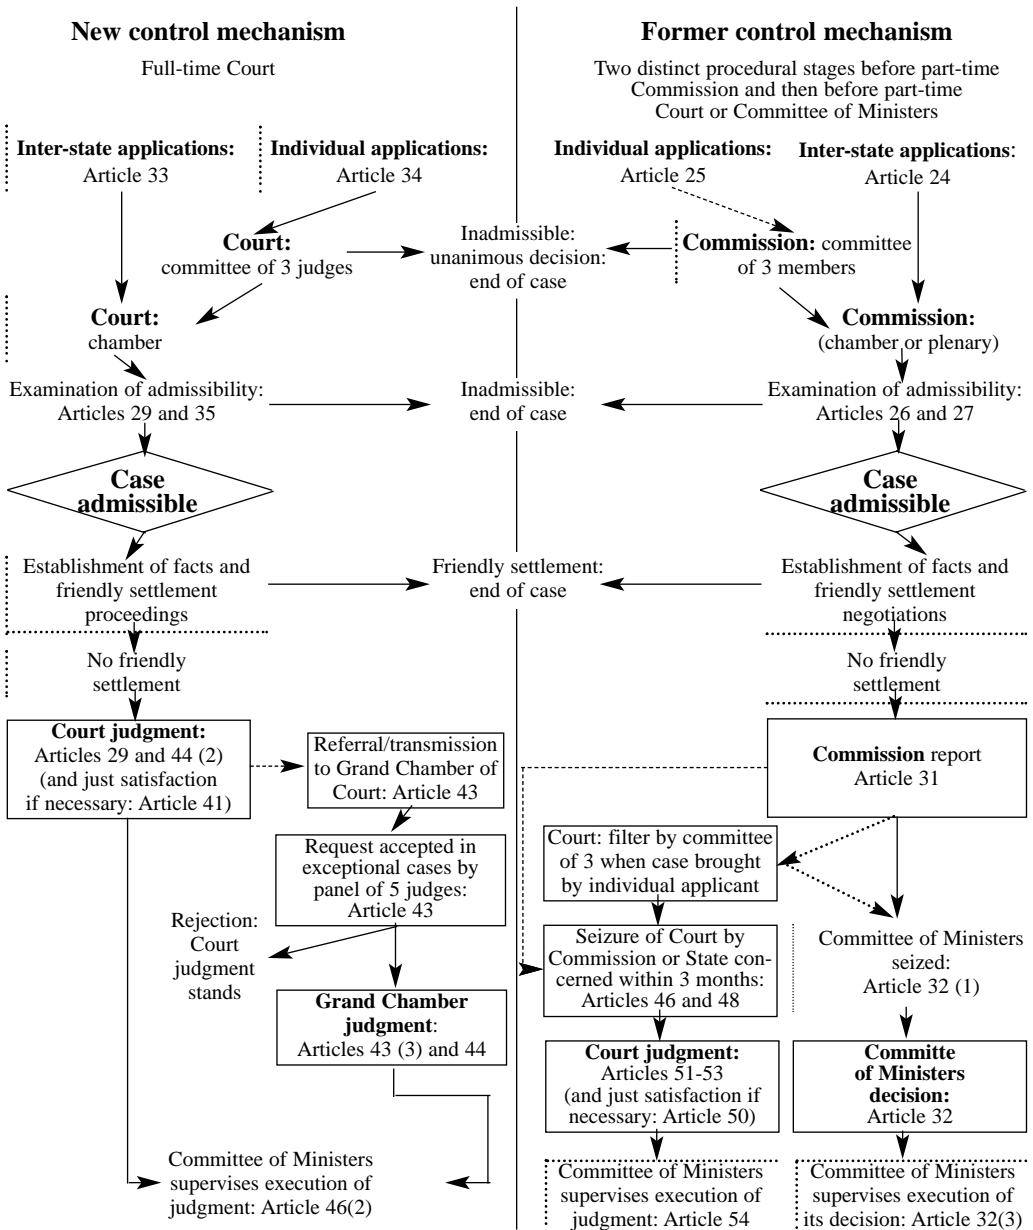 New control mechanism
Full-time Court
Inter-state applications:
Article 33
Individual applications:
Article 34
Court:
committee of 3 judges
Court:
chamber
Examination of admissibility:
Articles 29 and 35
Case
admissible
Establishment of facts and
friendly settlement
proceedings
No friendly
settlement
Court judgment:
Articles 29 and 44 (2)
(and just satisfaction
if necessary: Article 41)
Referral/transmission
to Grand Chamber of
Court: Article 43
Request accepted in
exceptional cases by
panel of 5 judges:
Article 43
Rejection:
Court
judgment
stands
Grand Chamber
judgment:
Articles 43 (3) and 44
Committee of Ministers
supervises execution of
judgment: Article 46(2)
Inadmissible:
unanimous decision:
end of case
Inadmissible:
end of case
Friendly settlement:
end of case
Former control mechanism
Two distinct procedural stages before part-time
Commission and then before part-time
Court or Committee of Ministers
Individual applications:
Article 25
Inter-state applications:
Article 24
Commission: committee
of 3 members
Commission:
(chamber or plenary)
Examination of admissibility:
Articles 26 and 27
Case
admissible
Establishment of facts and
friendly settlement
negotiations
No friendly
settlement
Commission report
Article 31
Court: filter by committee
of 3 when case brought
by individual applicant
Seizure of Court by
Commission or State con-
cerned within 3 months:
Articles 46 and 48
Committee of Ministers
seized:
Article 32 (1)
Court judgment:
Articles 51-53
(and just satisfaction if
necessary: Article 50)
Committe
of Ministers
decision:
Article 32
Committee of Ministers
supervises execution of
judgment: Article 54
Committee of Ministers
supervises execution of
its decision: Article 32(3)